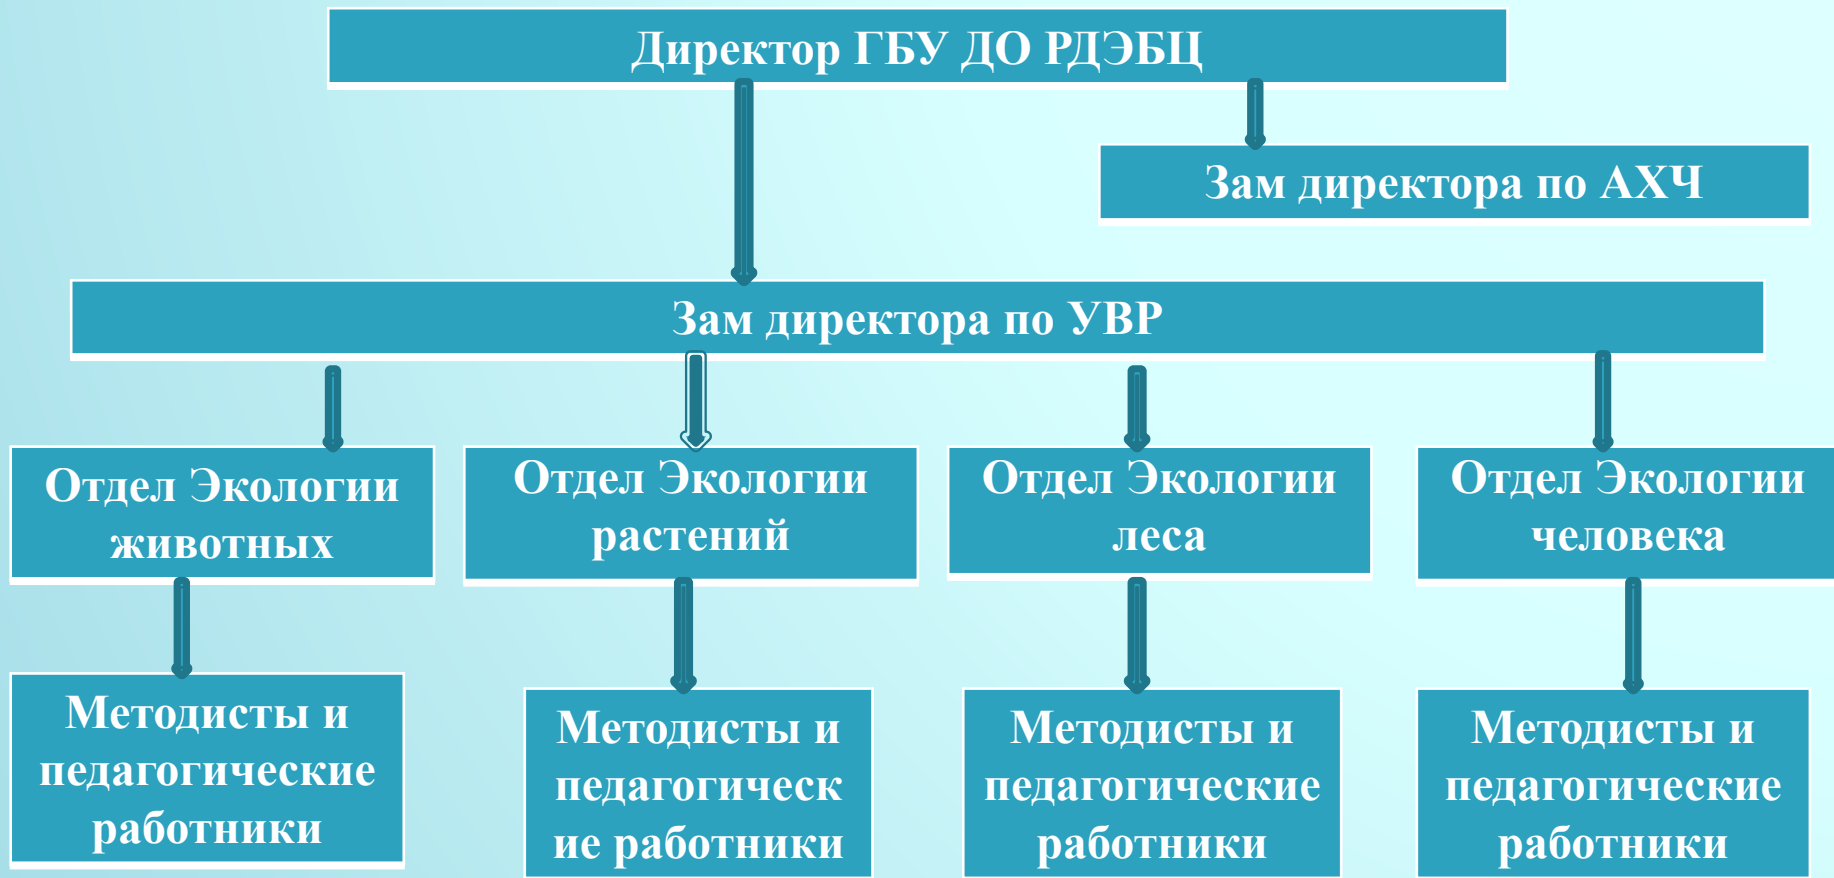 Директор ГБУ ДО РДЭБЦ
Зам директора по АХЧ
Зам директора по УВР
Отдел Экологии
животных
Отдел Экологии
растений
Отдел Экологии
леса
Отдел Экологии
человека
Методисты и
педагогические
работники
Методисты и
педагогическ
ие работники
Методисты и
педагогические
работники
Методисты и
педагогические
работники